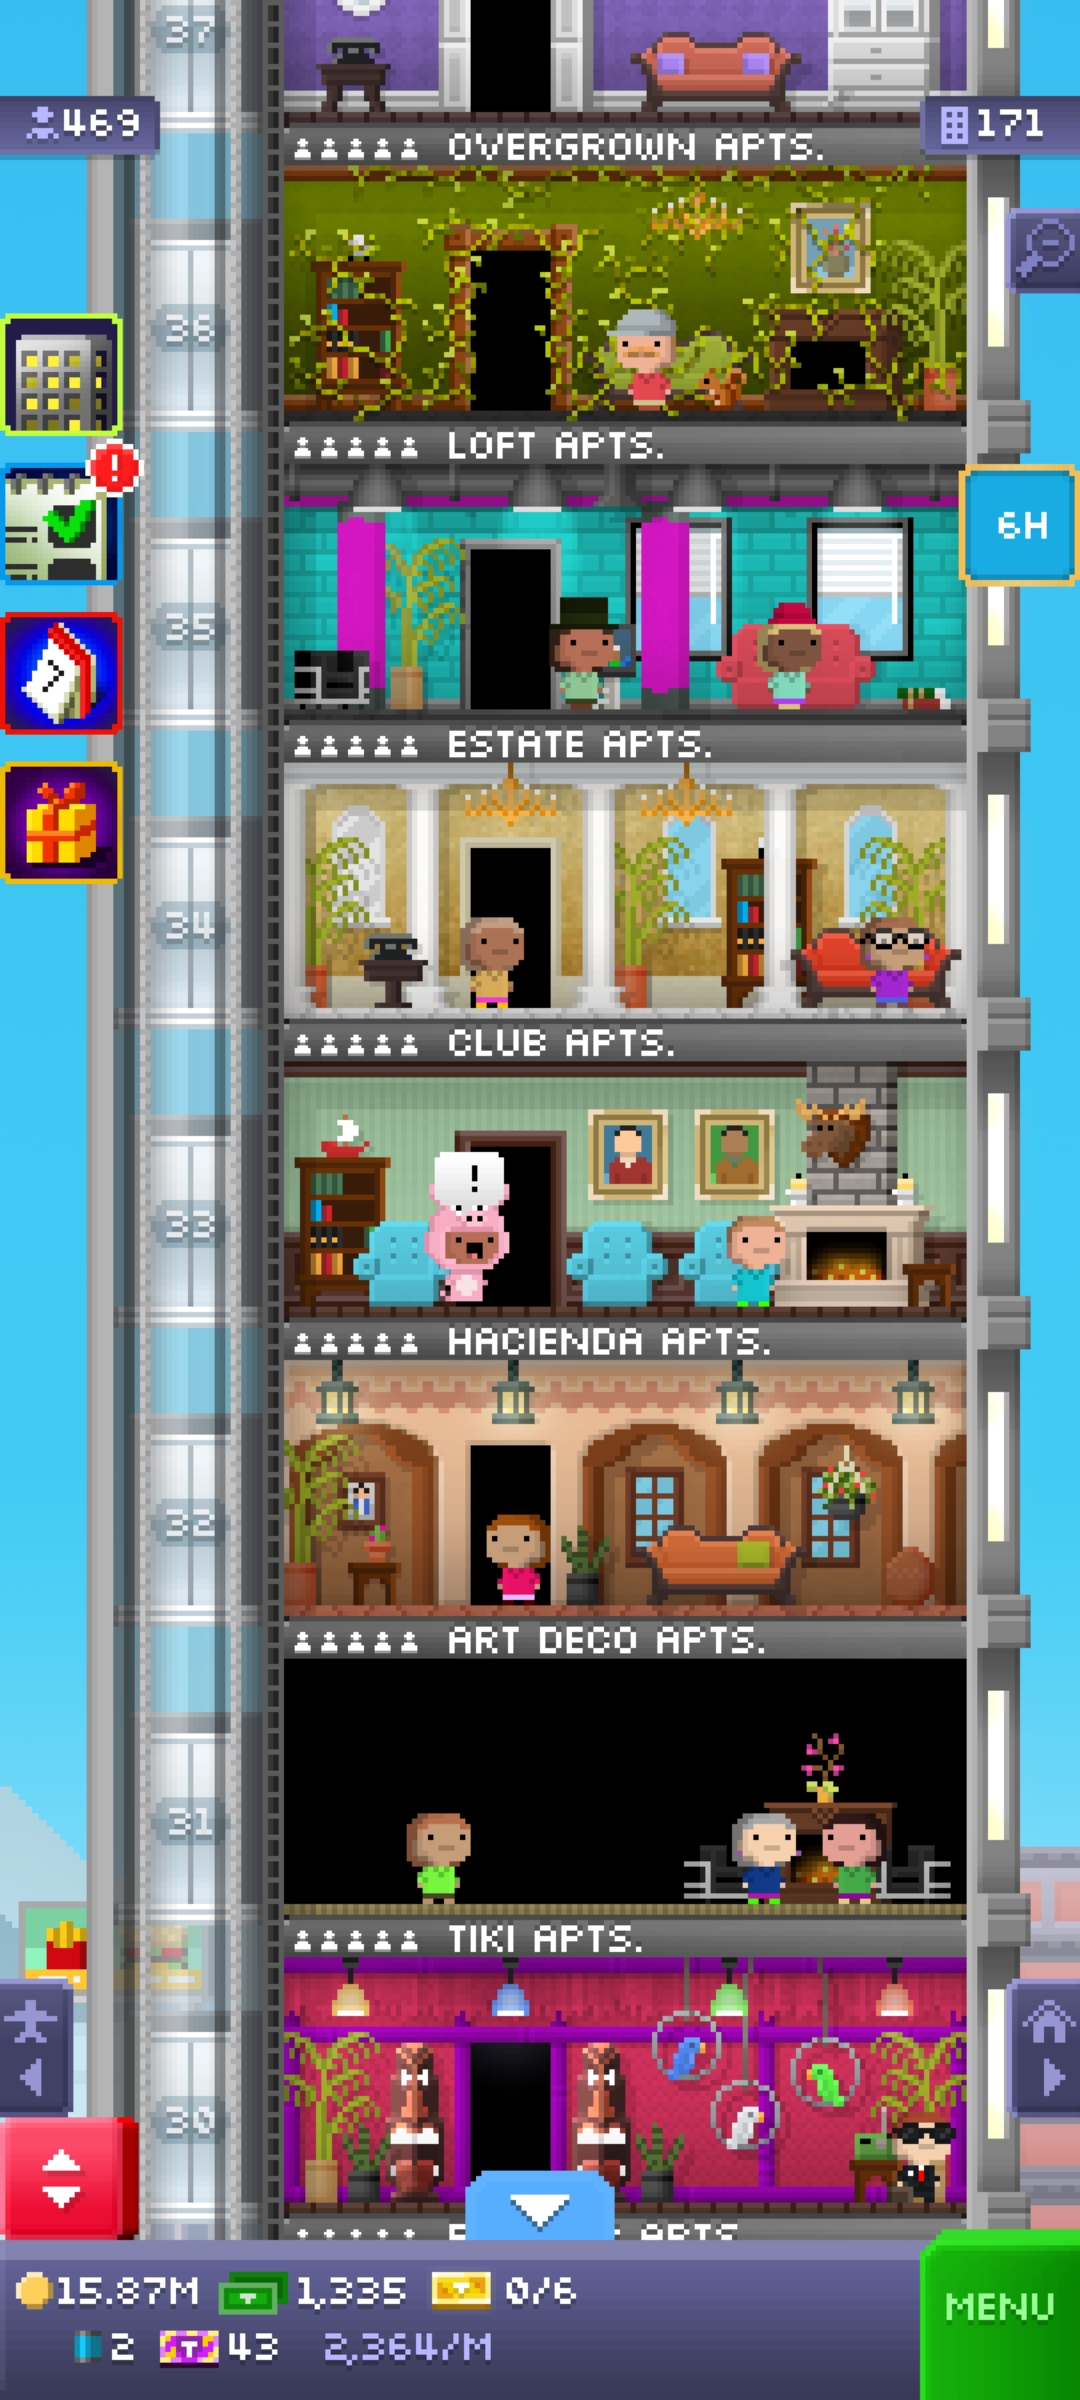 37
469
171
OVERGROWN APTS.
36
LOFT APTS.
6H
35
7
ESTATE APTS.
34
CLUB APTS.
!
33
HACIENDA APTS.
32
ART DECO APTS.
31
TIKI APTS.
30
APTS
15.87M 1,335 0/6
MENU
2 T 43 2,364/M